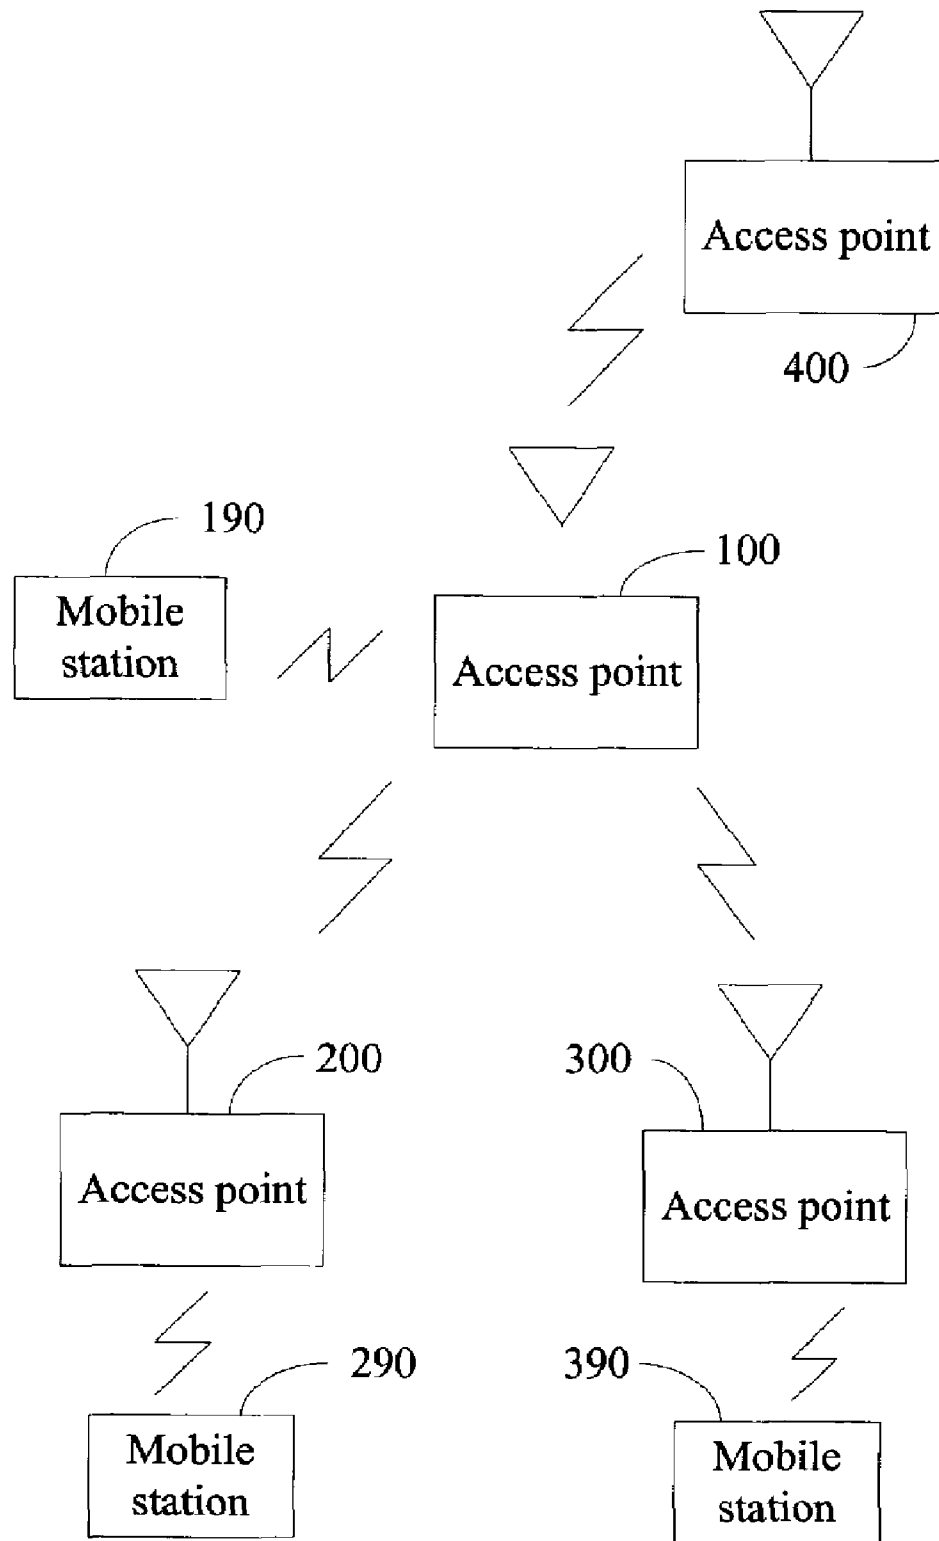 Access point
400
190
100
Mobile
station
Access point
200
300
Access point
Access point
290
390
Mobile
station
Mobile
station